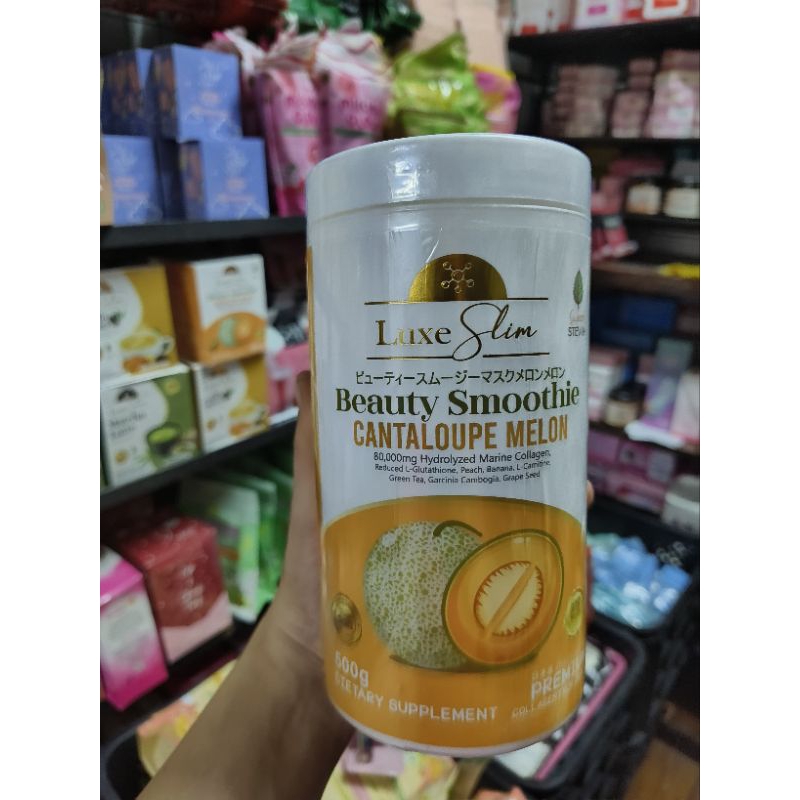 Luxe Slim
ビューティースムージーマスクメロンメロン
Beauty Smoothie
CANTALOUPE MELON
80,000mg Hydrolyzed Marine Collagen,
Reduced L-Glutathione, Peach, Banana, L-Carnitine,
Green Tea, Garcinia Cambogia, Grape Seed
500g
DIETARY SUPPLEMENT